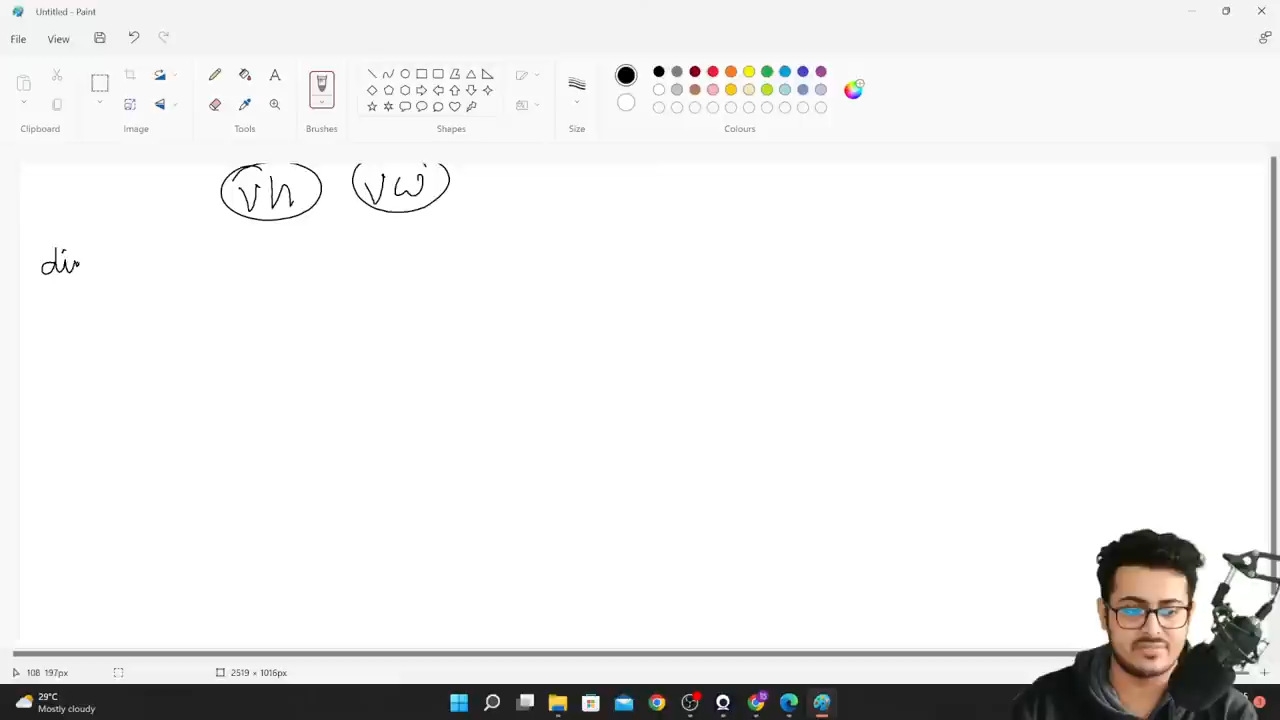 Untitled - Paint
File View
Clipboard Image Tools Brushes Shapes Size Colours
vh vw
div
108 197px 2519 × 1016px
29°C
Mostly cloudy